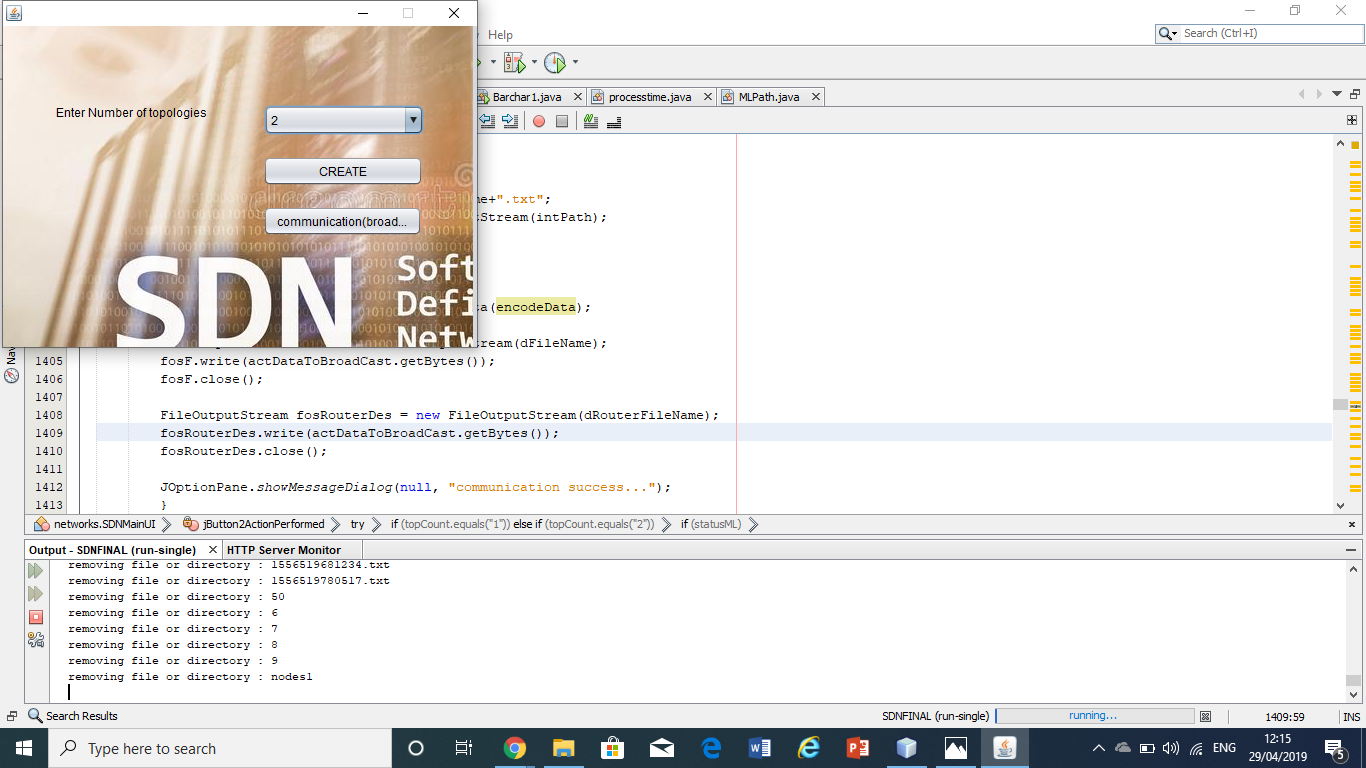 Enter Number of topologies
2
CREATE
communication(broad...
SDN
Soft
Defi
Netw
Help
Search (Ctrl+I)
Barchar1.java
processtime.java
MLPath.java
me+".txt";
tStream(intPath);
ta(encodeData);
stream(dFileName);
1405 fosF.write(actDataToBroadCast.getBytes());
1406 fosF.close();
1407
1408 FileOutputStream fosRouterDes = new FileOutputStream(dRouterFileName);
1409 fosRouterDes.write(actDataToBroadCast.getBytes());
1410 fosRouterDes.close();
1411
1412 JOptionPane.showMessageDialog(null, "communication success...");
1413 }
networks.SDNMainUI jButton2ActionPerformed try if (topCount.equals("1")) else if (topCount.equals("2")) if (statusML)
Output - SDNFINAL (run-single) HTTP Server Monitor
removing file or directory : 1556519681234.txt
removing file or directory : 1556519780517.txt
removing file or directory : 50
removing file or directory : 6
removing file or directory : 7
removing file or directory : 8
removing file or directory : 9
removing file or directory : nodes1
Search Results
SDNFINAL (run-single) running... 1409:59 INS
Type here to search
ENG
12:15
29/04/2019
5